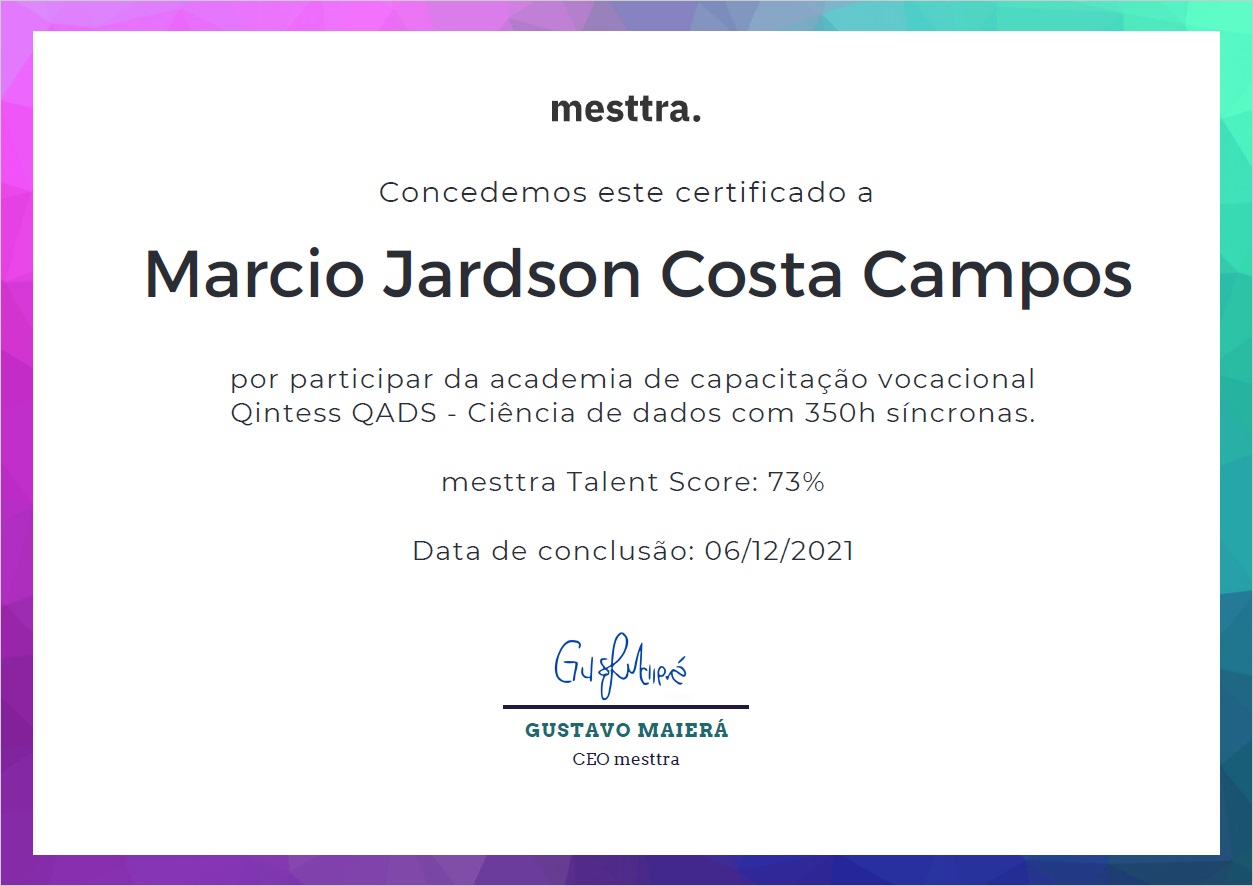 mesttra.
Concedemos este certificado a
Marcio Jardson Costa Campos
por participar da academia de capacitação vocacional
Qintess QADS - Ciência de dados com 350h síncronas.
mesttra Talent Score: 73%
Data de conclusão: 06/12/2021
GUSTAVO MAIERÁ
CEO mesttra